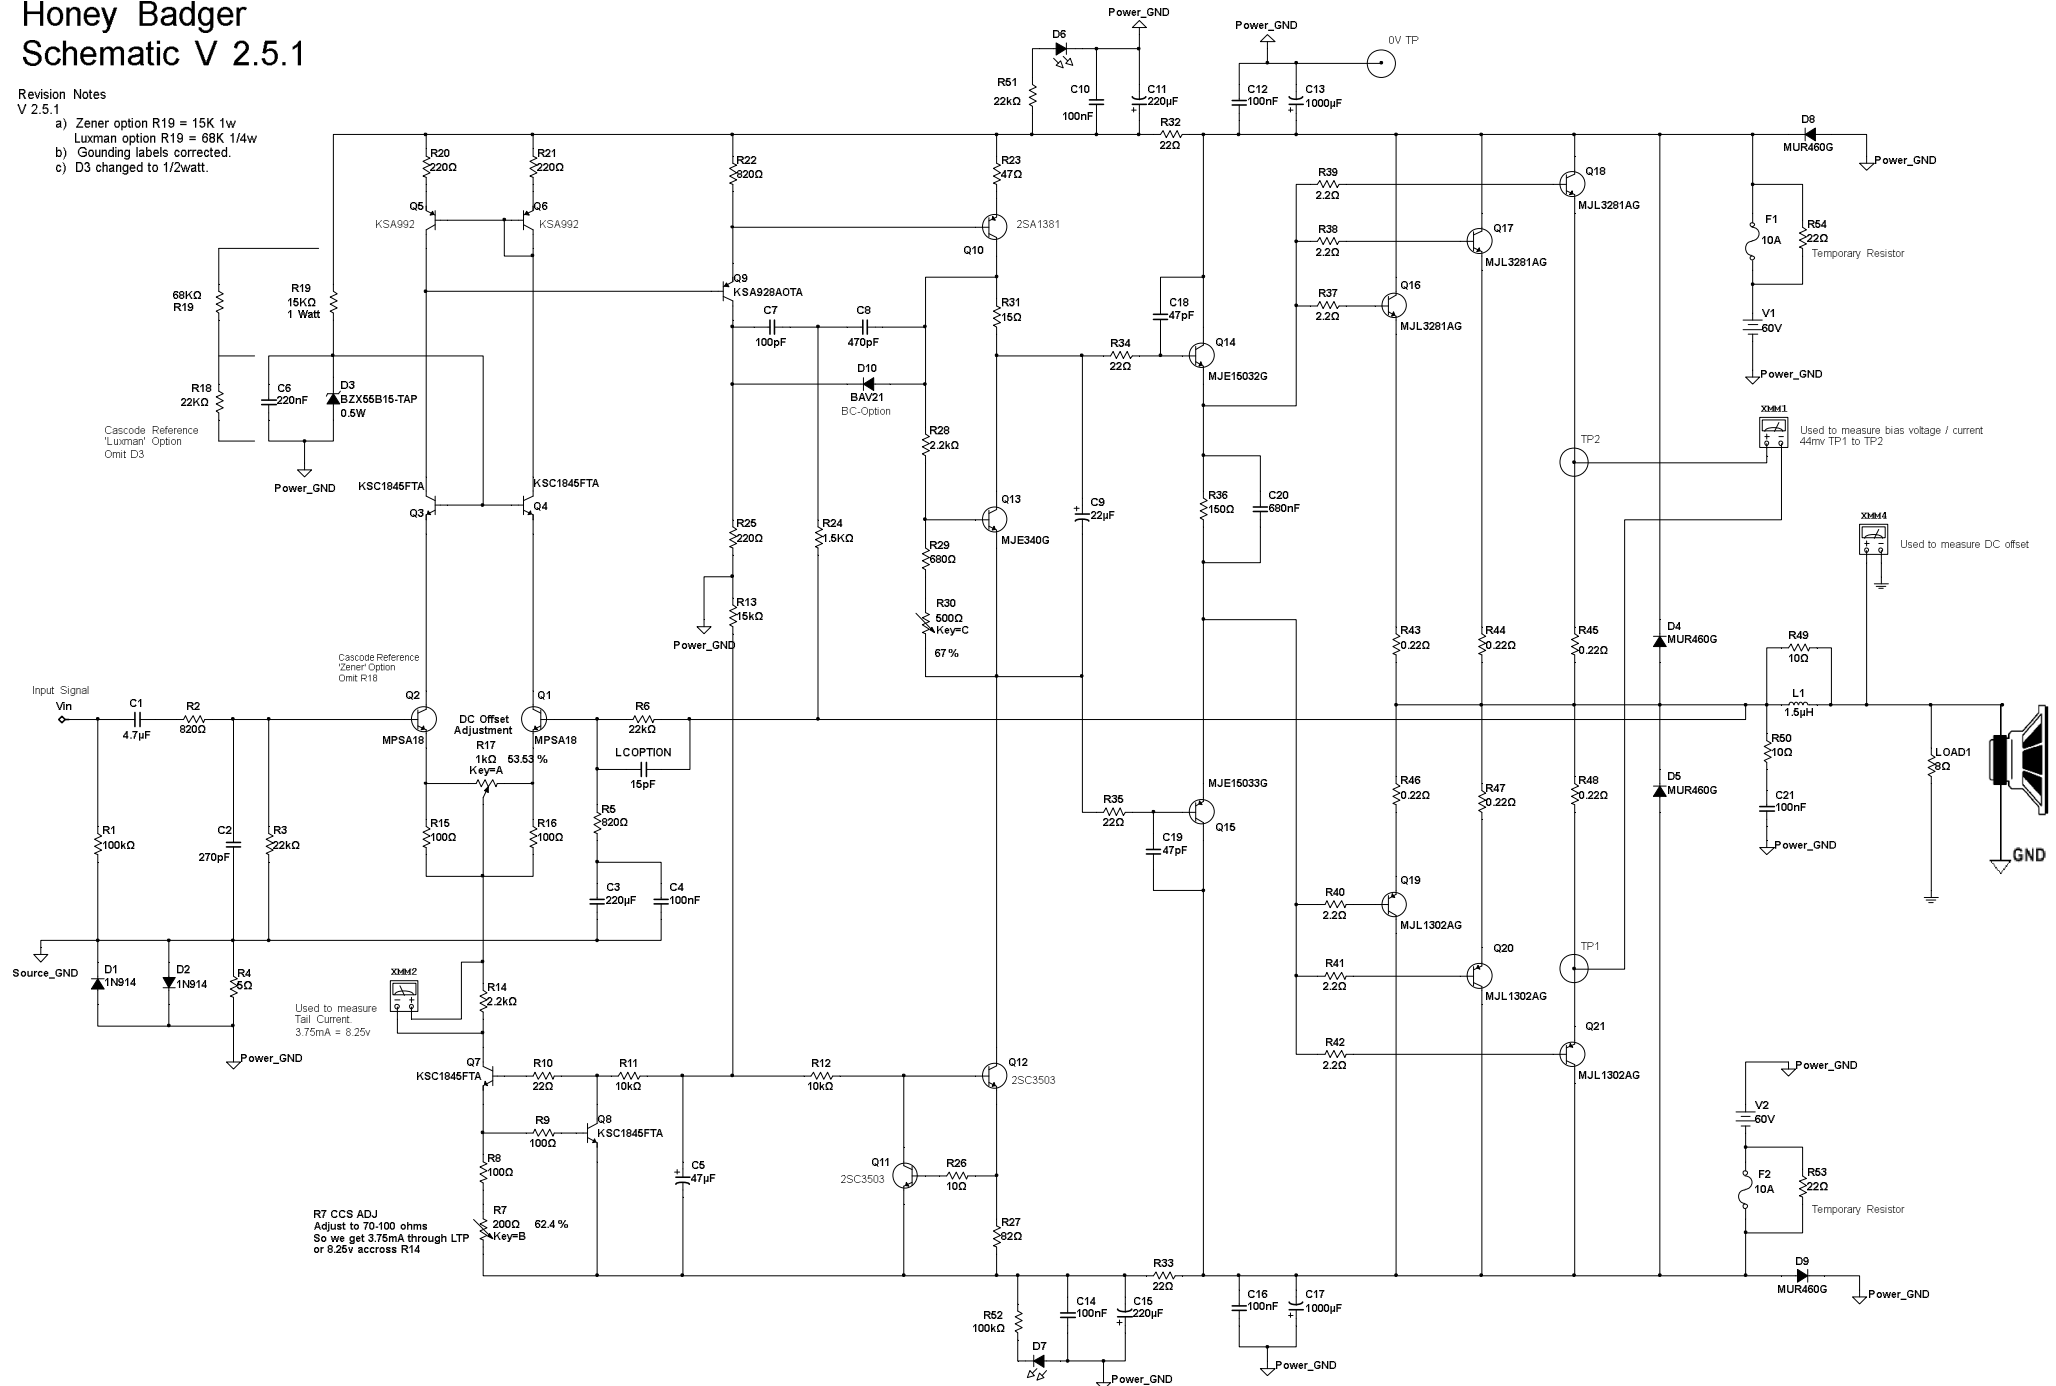 Honey Badger
Schematic V 2.5.1
Revision Notes
V 2.5.1
a) Zener option R19 = 15K 1w
Luxman option R19 = 68K 1/4w
b) Gounding labels corrected.
c) D3 changed to 1/2watt.
Power_GND
D6
R51
22kΩ
C10
100nF
C11
220µF
R32
22Ω
Power_GND
0V TP
C12
100nF
C13
1000µF
D8
MUR460G
Power_GND
R20
220Ω
R21
220Ω
R22
820Ω
R23
47Ω
Q5
KSA992
Q6
KSA992
2SA1381
Q10
R39
2.2Ω
Q18
MJL3281AG
R38
2.2Ω
Q17
MJL3281AG
R37
2.2Ω
Q16
MJL3281AG
F1
10A
R54
22Ω
Temporary Resistor
V1
60V
Power_GND
68KΩ
R19
R19
15KΩ
1 Watt
Q9
KSA928AOTA
C7
100pF
C8
470pF
R31
15Ω
C18
47pF
R34
22Ω
Q14
MJE15032G
R18
22KΩ
C6
220nF
D3
BZX55B15-TAP
0.5W
Cascode Reference
'Luxman' Option
Omit D3
Power_GND
D10
BAV21
BC-Option
R28
2.2kΩ
XMM1
Used to measure bias voltage / current
44mv TP1 to TP2
TP2
KSC1845FTA
Q3
KSC1845FTA
Q4
Q13
MJE340G
C9
22µF
R36
150Ω
C20
680nF
R25
220Ω
R24
1.5KΩ
R29
680Ω
XMM4
Used to measure DC offset
R13
15kΩ
Power_GND
R30
500Ω
Key=C
67 %
R43
0.22Ω
R44
0.22Ω
R45
0.22Ω
D4
MUR460G
R49
10Ω
L1
1.5µH
Cascode Reference
'Zener' Option
Omit R18
Input Signal
Vin
C1
4.7µF
R2
820Ω
Q2
MPSA18
DC Offset
Adjustment
R17
1kΩ
53.53 %
Key=A
Q1
MPSA18
R6
22kΩ
LC OPTION
15pF
R50
10Ω
C21
100nF
Power_GND
LOAD1
8Ω
GND
R1
100kΩ
C2
270pF
R3
22kΩ
R15
100Ω
R16
100Ω
R5
820Ω
C3
220µF
C4
100nF
MJE15033G
R35
22Ω
Q15
C19
47pF
R46
0.22Ω
R47
0.22Ω
R48
0.22Ω
D5
MUR460G
R40
2.2Ω
Q19
MJL1302AG
R41
2.2Ω
Q20
MJL1302AG
TP1
R42
2.2Ω
Q21
MJL1302AG
Source_GND
D1
1N914
D2
1N914
R4
5Ω
Power_GND
XMM2
Used to measure
Tail Current.
3.75mA = 8.25v
R14
2.2kΩ
Q7
KSC1845FTA
R10
22Ω
R11
10kΩ
R12
10kΩ
Q12
2SC3503
R9
100Ω
Q8
KSC1845FTA
R8
100Ω
C5
47µF
Q11
2SC3503
R26
10Ω
R7 CCS ADJ
Adjust to 70-100 ohms
So we get 3.75mA through LTP
or 8.25v accross R14
R7
200Ω
62.4 %
Key=B
R27
82Ω
Power_GND
V2
60V
F2
10A
R53
22Ω
Temporary Resistor
R33
22Ω
R52
100kΩ
C14
100nF
C15
220µF
D7
Power_GND
C16
100nF
C17
1000µF
Power_GND
D9
MUR460G
Power_GND